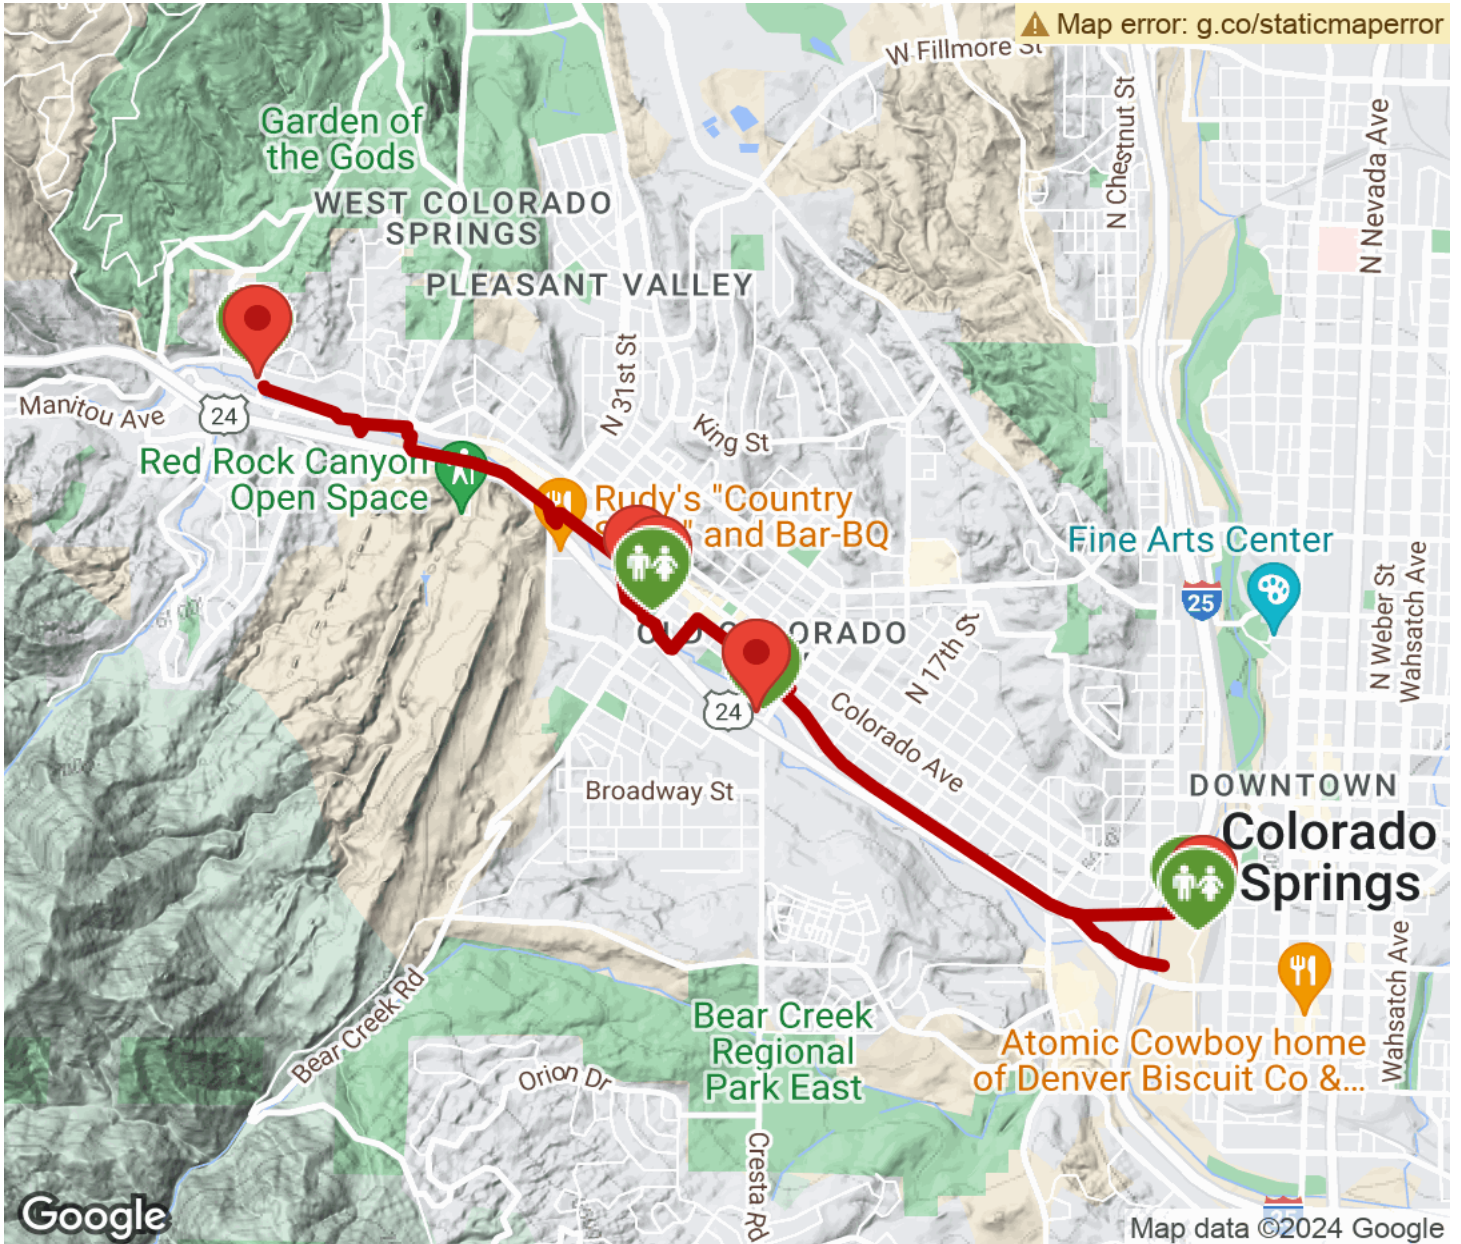 Map error: g.co/staticmaperror
W Fillmore St
N Chestnut St
N Nevada Ave
Garden of
the Gods
WEST COLORADO
SPRINGS
PLEASANT VALLEY
N 31st St
King St
Manitou Ave
24
Red Rock Canyon
Open Space
Rudy's "Country
" and Bar-BQ
Fine Arts Center
25
N Weber St
Wahsatch Ave
N 17th St
24
Colorado Ave
Broadway St
DOWNTOWN
Colorado
Springs
Bear Creek Rd
Bear Creek
Regional
Park East
Orion Dr
Cresta Rd
Atomic Cowboy home
of Denver Biscuit Co &...
Wahsatch Ave
Google
Map data ©2024 Google